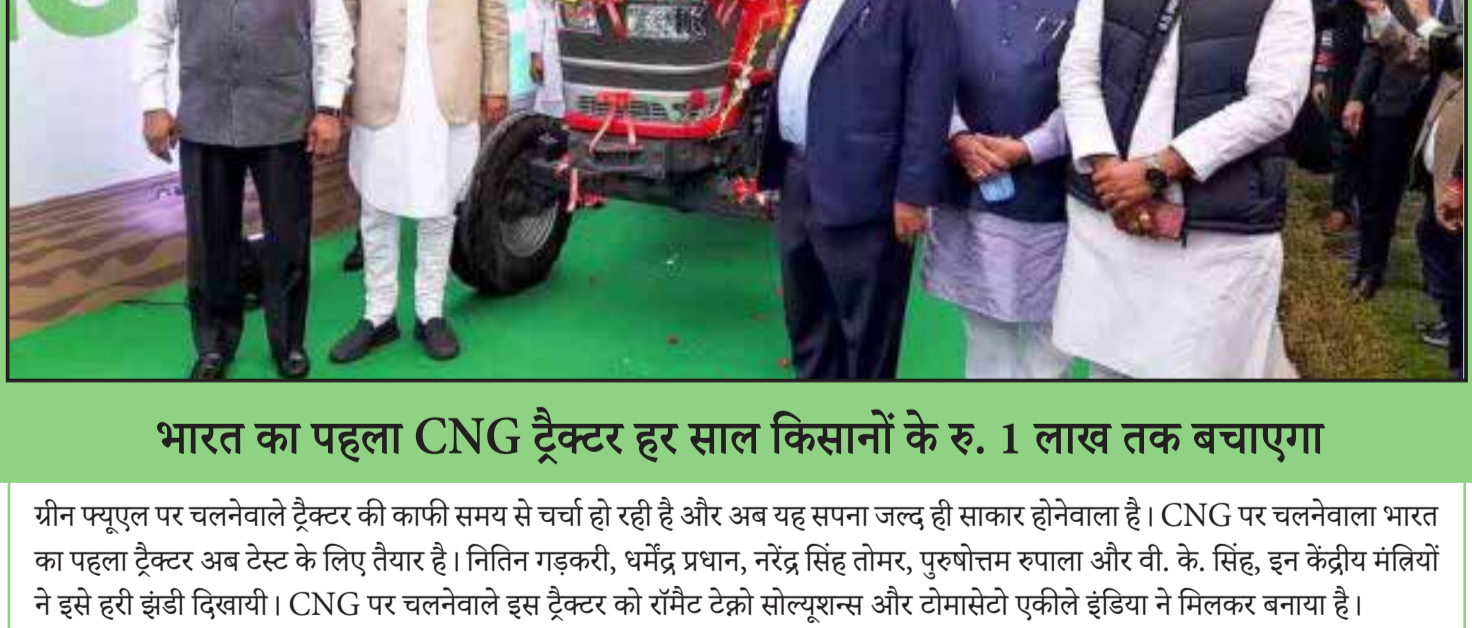 भारत का पहला CNG ट्रैक्टर हर साल किसानों के रु. 1 लाख तक बचाएगा
ग्रीन फ्यूएल पर चलनेवाले ट्रैक्टर की काफी समय से चर्चा हो रही है और अब यह सपना जल्द ही साकार होनेवाला है। CNG पर चलनेवाला भारत
का पहला ट्रैक्टर अब टेस्ट के लिए तैयार है। नितिन गड़करी, धर्मेंद्र प्रधान, नरेंद्र सिंह तोमर, पुरुषोत्तम रुपाला और वी. के. सिंह, इन केंद्रीय मंत्रियों
ने इसे हरी झंडी दिखायी। CNG पर चलनेवाले इस ट्रैक्टर को रॉमैट टेक्नो सोल्यूशन्स और टोमासेटो एकीले इंडिया ने मिलकर बनाया है।